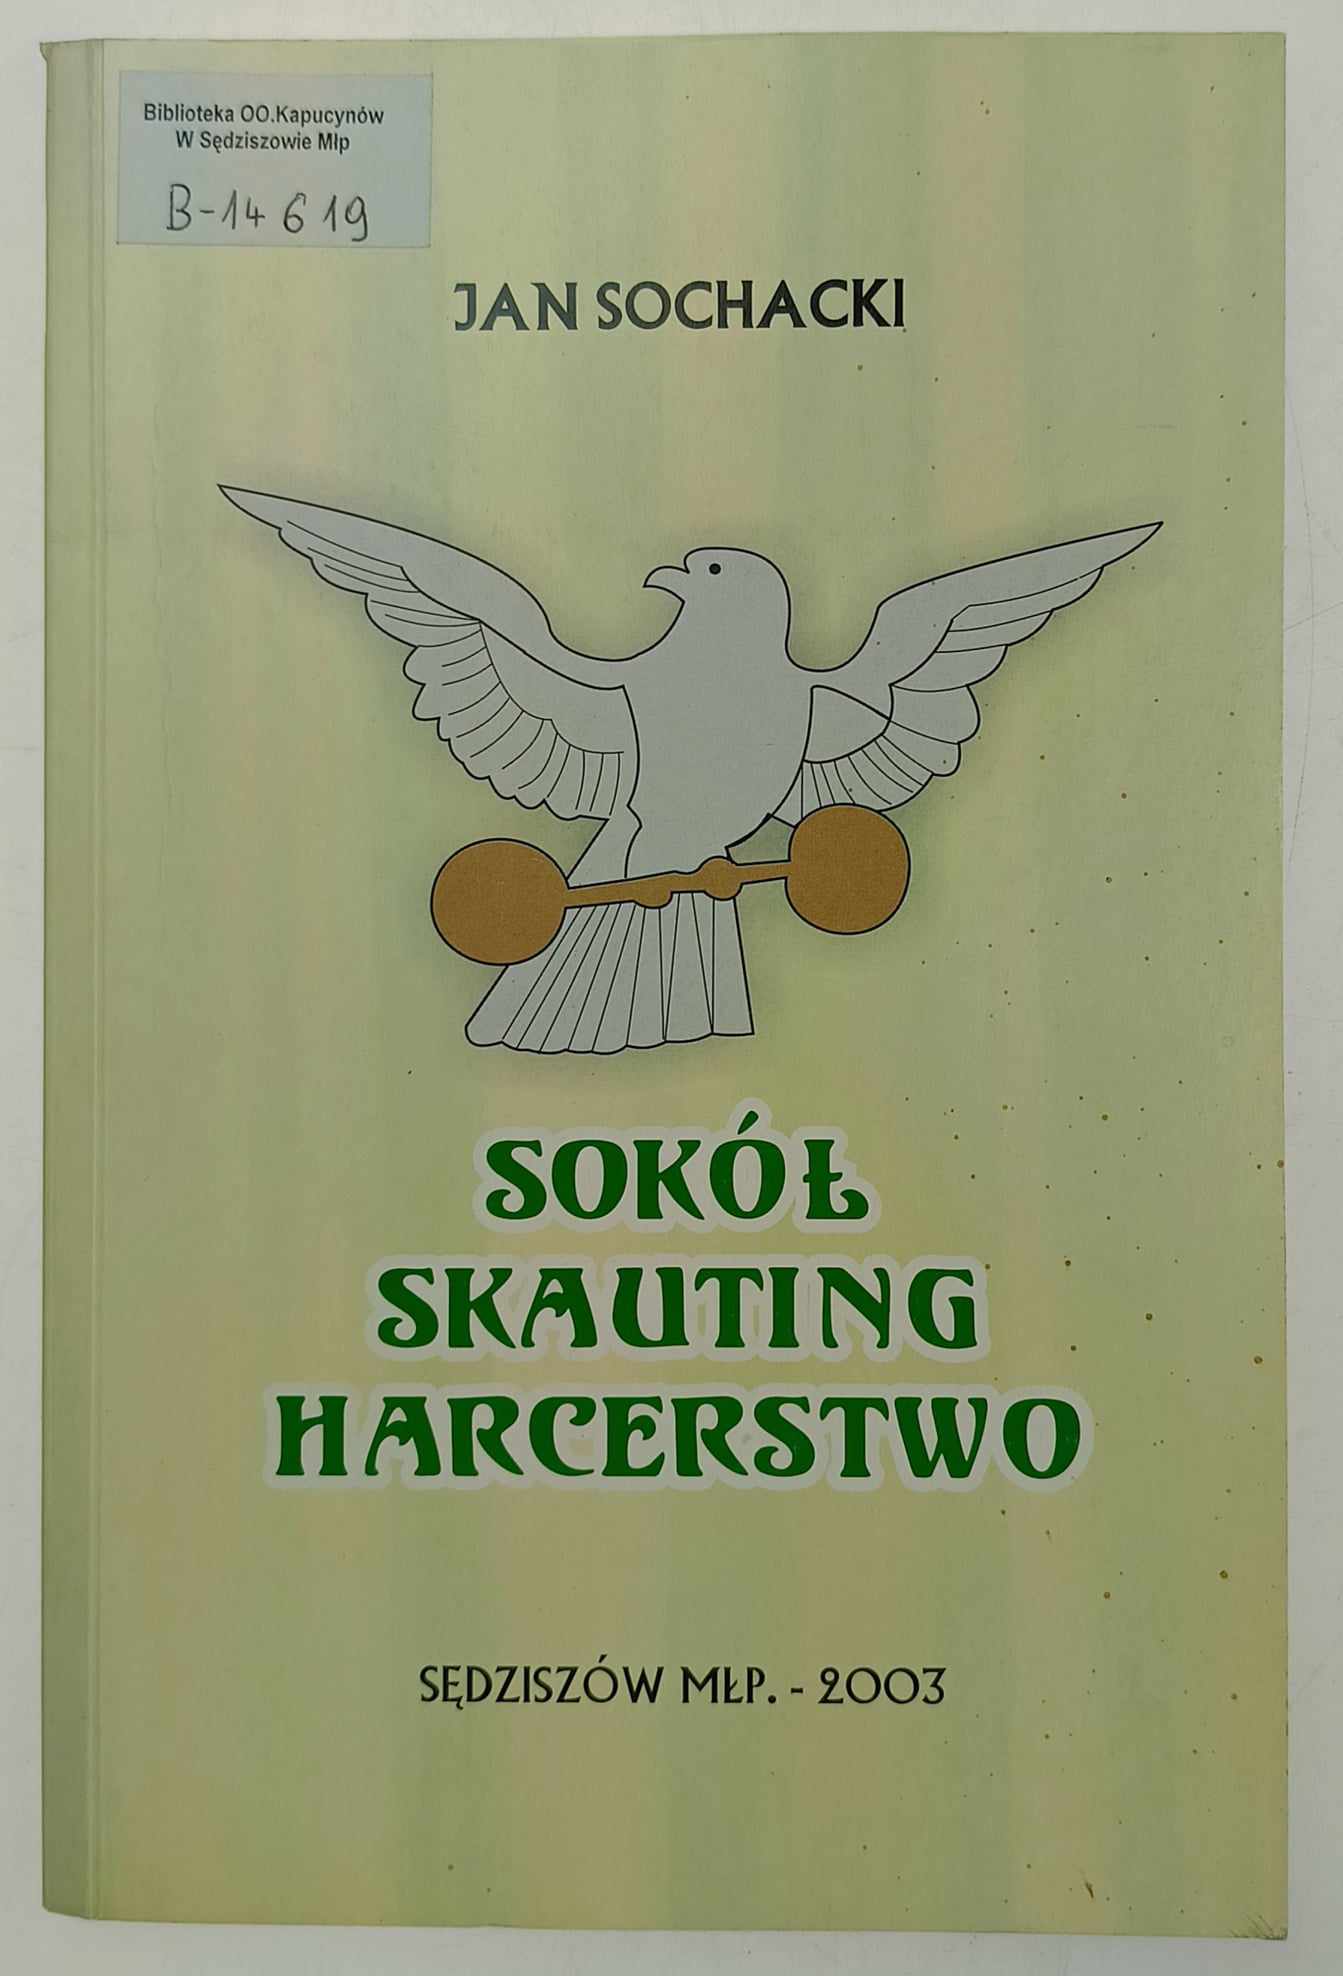 Biblioteka OO.Kapucynów
W Sędziszowie Młp
B-14619
JAN SOCHACKI
SOKÓŁ
SKAUTING
HARCERSTWO
SĘDZISZÓW MŁP. - 2003